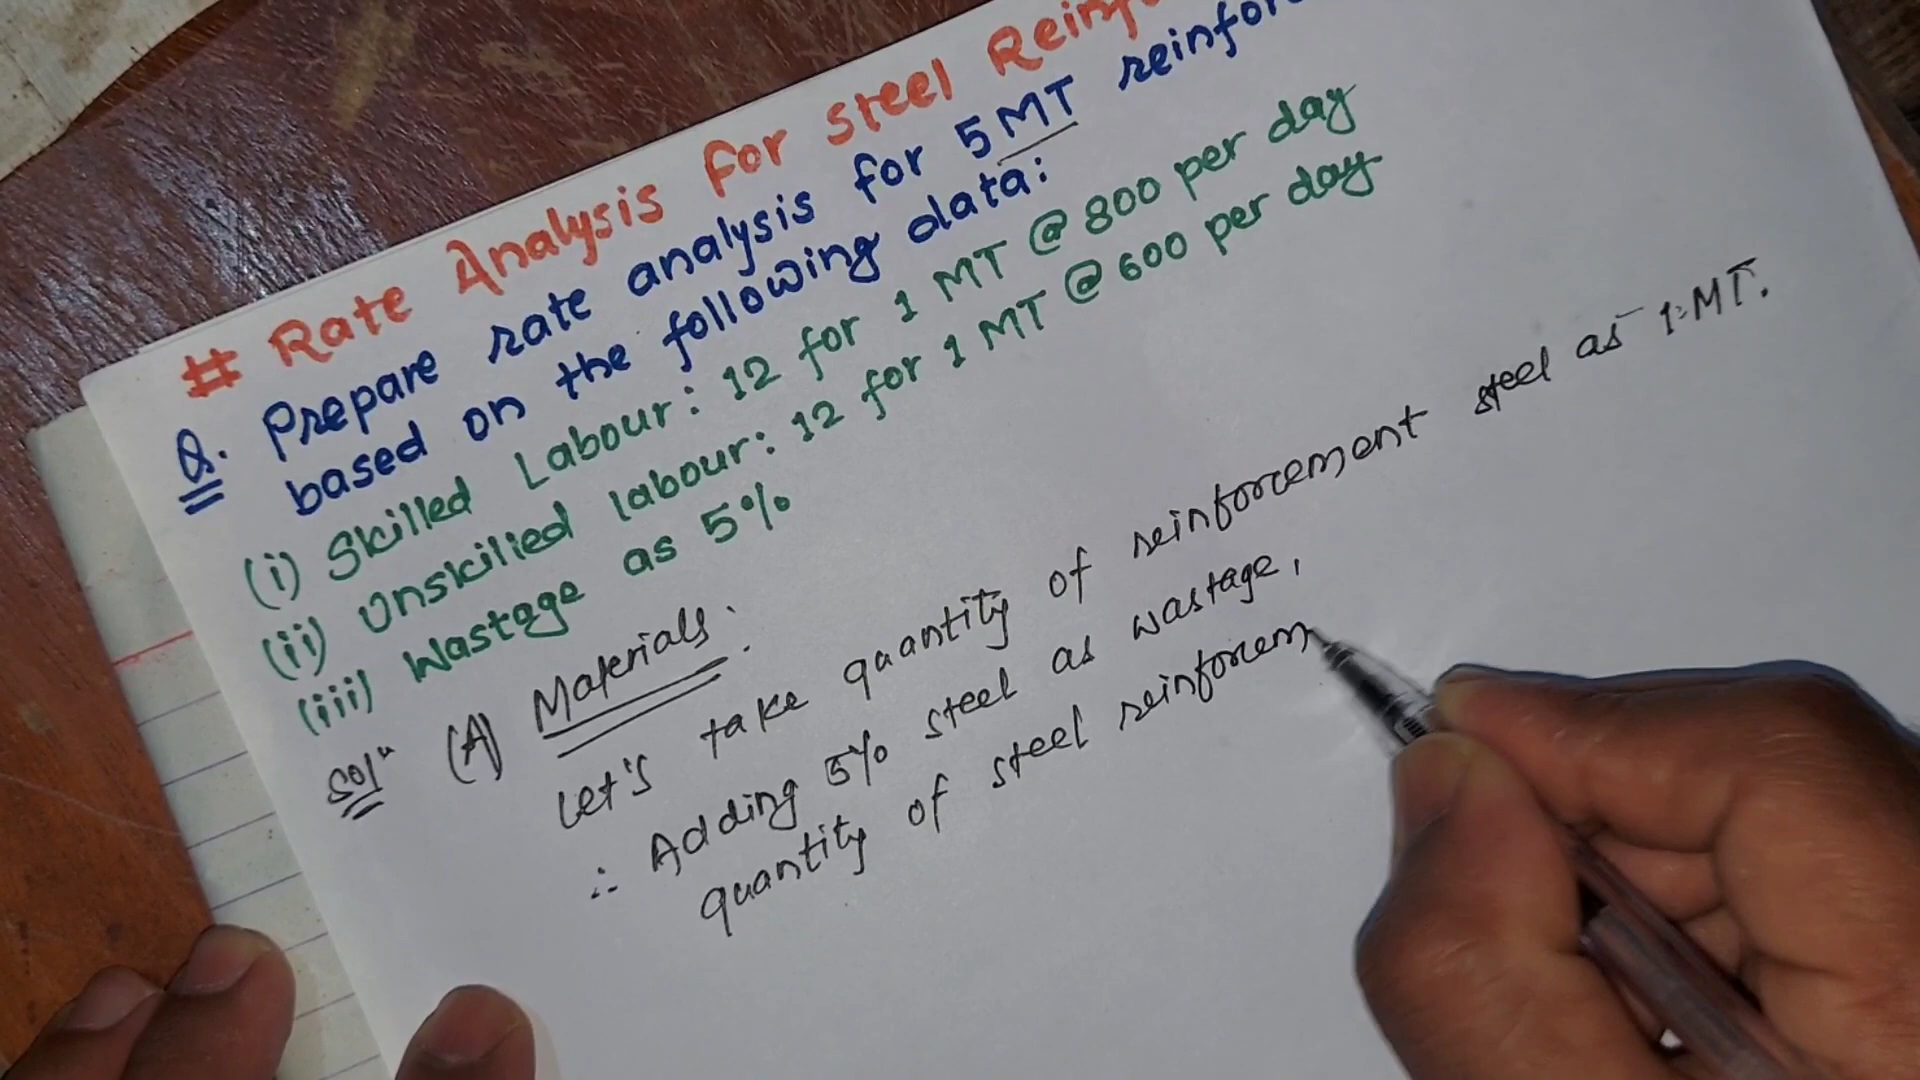 # Rate Analysis for steel Reinf
Q. Prepare rate analysis for 5 MT reinfor
based on the following data:
(i) Skilled Labour: 12 for 1 MT @ 800 per day
(ii) Unskilled labour: 12 for 1 MT @ 600 per day
(iii) Wastage as 5%
Solⁿ (A) Materials:
Let's take quantity of reinforcement steel as 1 MT.
∴ Adding 5% steel as wastage,
quantity of steel reinforcem